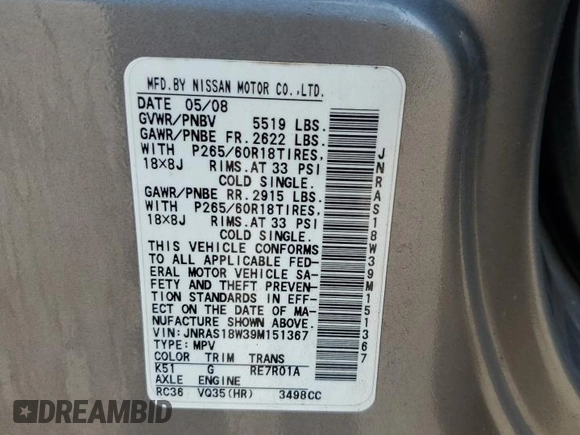 MFD.BY NISSAN MOTOR CO.,LTD.
DATE 05/08
GVWR/PNBV 5519 LBS.
GAWR/PNBE FR. 2622 LBS.
WITH P265/60R18TIRES,
18×8J RIMS.AT 33 PSI
COLD SINGLE.
GAWR/PNBE RR. 2915 LBS.
WITH P265/60R18TIRES,
18×8J RIMS.AT 33 PSI
COLD SINGLE.
THIS VEHICLE CONFORMS
TO ALL APPLICABLE FED-
ERAL MOTOR VEHICLE SA-
FETY AND THEFT PREVEN-
TION STANDARDS IN EFF-
ECT ON THE DATE OF MA-
NUFACTURE SHOWN ABOVE.
VIN: JNRAS18W39M151367
TYPE: MPV
COLOR TRIM TRANS
K51 G RE7R01A
AXLE ENGINE
RC36 VQ35(HR) 3498CC
JNRAS18W39M151367
DREAMBID